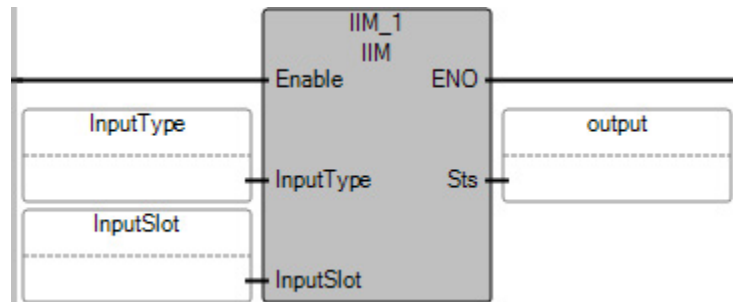 IIM_1
IIM
Enable ENO
InputType output
InputType Sts
InputSlot
InputSlot